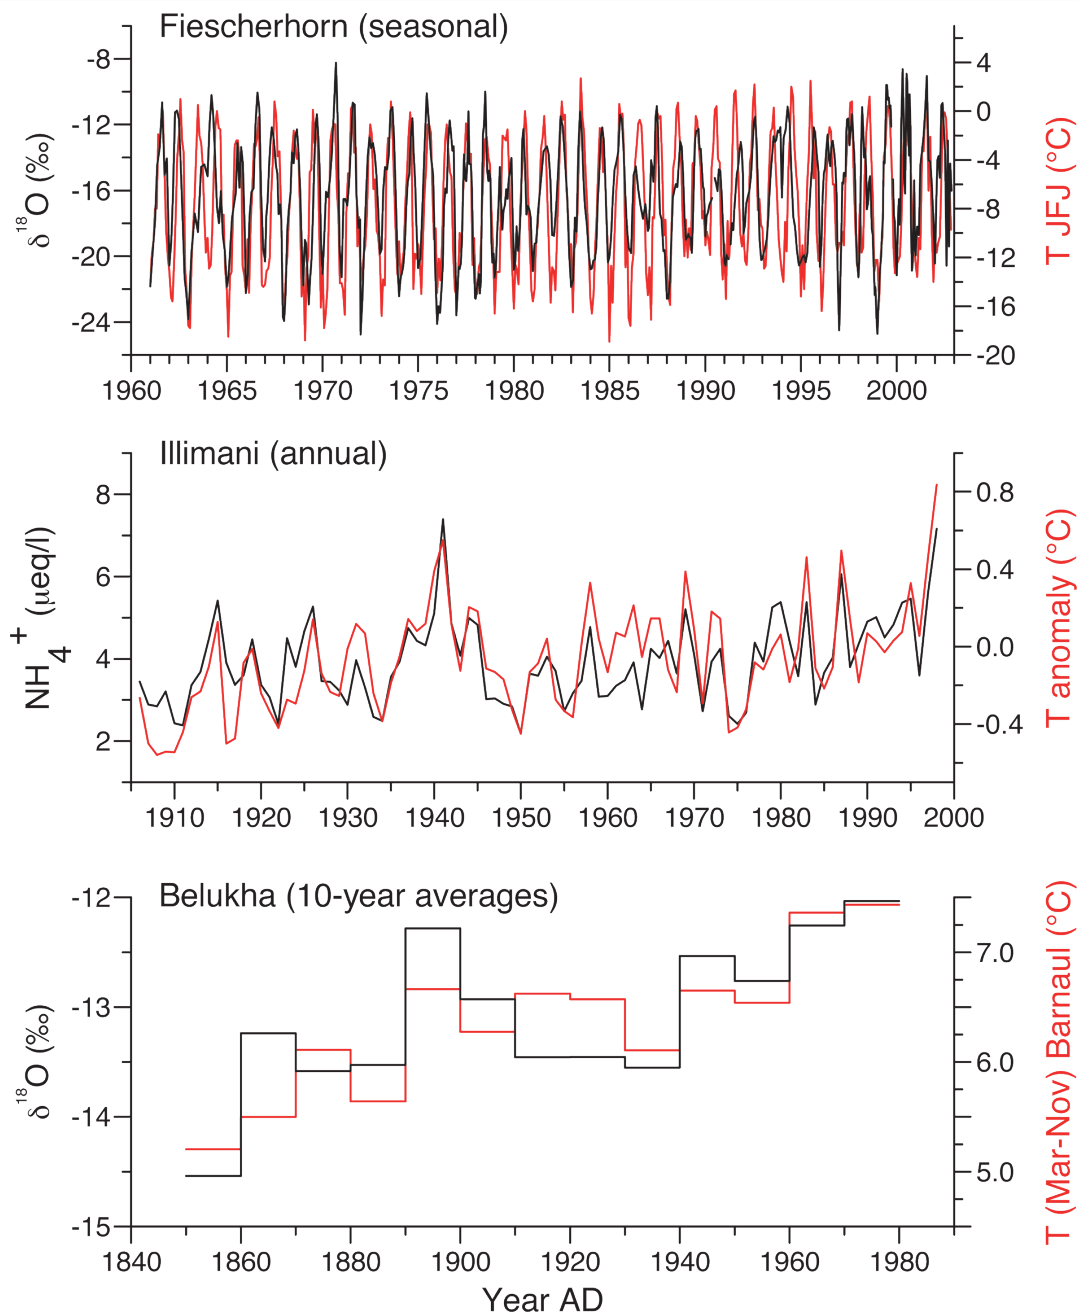 Fiescherhorn (seasonal)
δ ¹⁸O (‰)
-8
-12
-16
-20
-24
4
0
-4
-8
-12
-16
-20
T JFJ (°C)
1960 1965 1970 1975 1980 1985 1990 1995 2000
Illimani (annual)
NH₄⁺ (µeq/l)
8
6
4
2
0.8
0.4
0.0
-0.4
T anomaly (°C)
1910 1920 1930 1940 1950 1960 1970 1980 1990 2000
Belukha (10-year averages)
δ ¹⁸O (‰)
-12
-13
-14
-15
7.0
6.0
5.0
T (Mar-Nov) Barnaul (°C)
1840 1860 1880 1900 1920 1940 1960 1980
Year AD